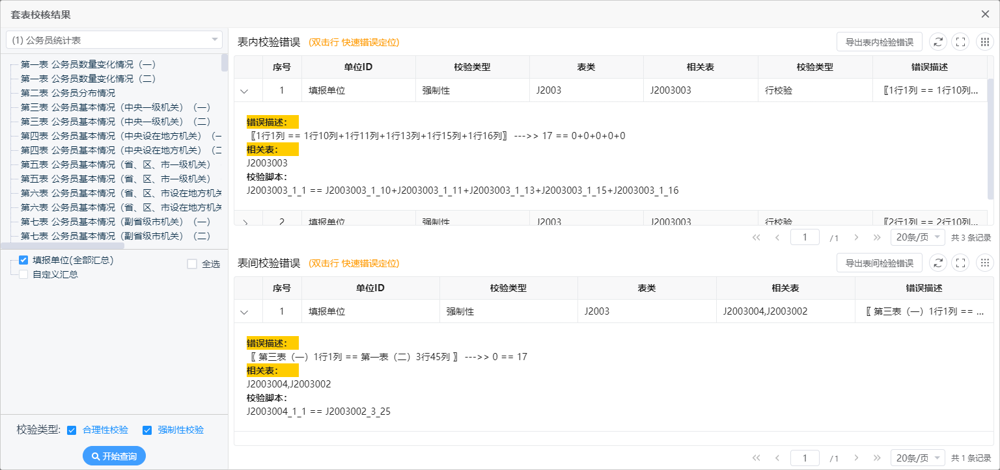 套表校核结果
(1) 公务员统计表
第一表 公务员数量变化情况（一）
第一表 公务员数量变化情况（二）
第二表 公务员分布情况
第三表 公务员基本情况（中央一级机关）（一）
第三表 公务员基本情况（中央一级机关）（二）
第四表 公务员基本情况（中央设在地方机关）（一
第四表 公务员基本情况（中央设在地方机关）（二
第五表 公务员基本情况（省、区、市一级机关）
第五表 公务员基本情况（省、区、市一级机关）
第六表 公务员基本情况（省、区、市设在地方机关
第六表 公务员基本情况（省、区、市设在地方机关
第七表 公务员基本情况（副省级市机关）（一）
第七表 公务员基本情况（副省级市机关）（二）
填报单位(全部汇总)
全选
自定义汇总
校验类型: 合理性校验 强制性校验
开始查询
表内校验错误 (双击行 快速错误定位) 导出表内检验错误
序号 单位ID 校验类型 表类 相关表 校验类型 错误描述
1 填报单位 强制性 J2003 J2003003 行校验 〖1行1列 == 1行10列...
错误描述：
〖1行1列 == 1行10列+1行11列+1行13列+1行15列+1行16列〗 --->> 17 == 0+0+0+0+0
相关表：
J2003003
校验脚本：
J2003003_1_1 == J2003003_1_10+J2003003_1_11+J2003003_1_13+J2003003_1_15+J2003003_1_16
2 填报单位 强制性 J2003 J2003003 行校验 〖2行1列 == 2行10列...
1 /1 20条/页 共 3 条记录
表间校验错误 (双击行 快速错误定位) 导出表间检验错误
序号 单位ID 校验类型 表类 相关表 错误描述
1 填报单位 强制性 J2003 J2003004,J2003002 〖 第三表（一）1行1列 == ...
错误描述：
〖 第三表（一）1行1列 == 第一表（二）3行45列 〗 --->> 0 == 17
相关表：
J2003004,J2003002
校验脚本：
J2003004_1_1 == J2003002_3_25
1 /1 20条/页 共 1 条记录